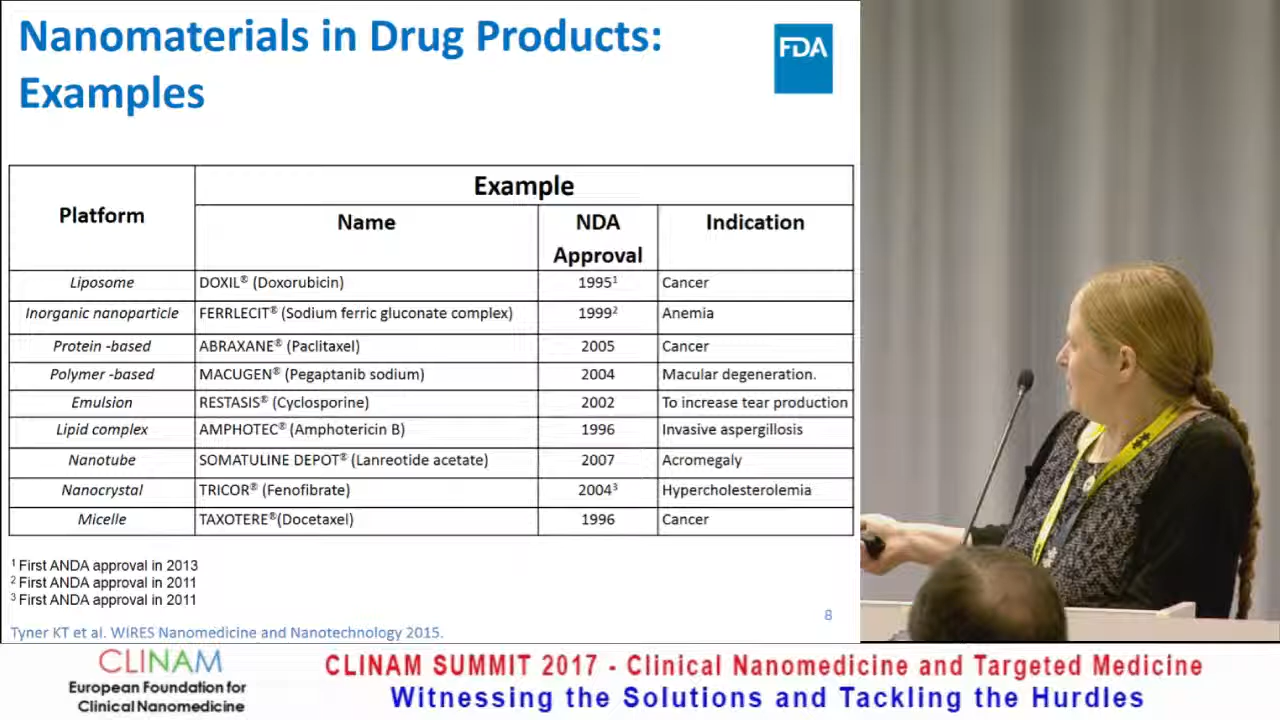 Nanomaterials in Drug Products:
Examples
FDA
Platform
Example
Name
NDA
Approval
Indication
Liposome DOXIL® (Doxorubicin) 1995¹ Cancer
Inorganic nanoparticle FERRLECIT® (Sodium ferric gluconate complex) 1999² Anemia
Protein -based ABRAXANE® (Paclitaxel) 2005 Cancer
Polymer -based MACUGEN® (Pegaptanib sodium) 2004 Macular degeneration.
Emulsion RESTASIS® (Cyclosporine) 2002 To increase tear production
Lipid complex AMPHOTEC® (Amphotericin B) 1996 Invasive aspergillosis
Nanotube SOMATULINE DEPOT® (Lanreotide acetate) 2007 Acromegaly
Nanocrystal TRICOR® (Fenofibrate) 2004³ Hypercholesterolemia
Micelle TAXOTERE®(Docetaxel) 1996 Cancer
¹ First ANDA approval in 2013
² First ANDA approval in 2011
³ First ANDA approval in 2011
8
Tyner KT et al. WIRES Nanomedicine and Nanotechnology 2015.
CLINAM
European Foundation for
Clinical Nanomedicine
CLINAM SUMMIT 2017 - Clinical Nanomedicine and Targeted Medicine
Witnessing the Solutions and Tackling the Hurdles